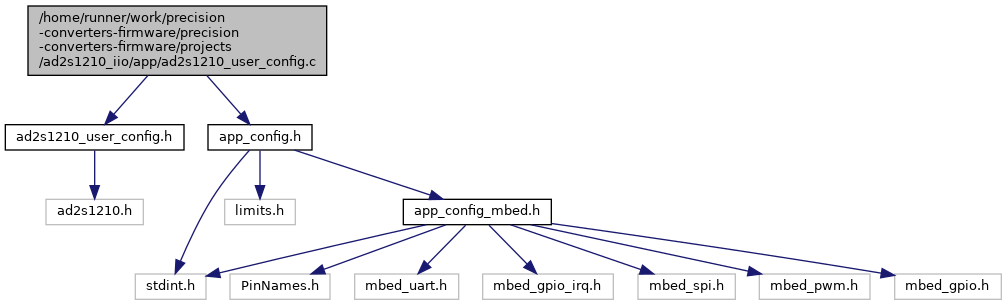 /home/runner/work/precision
-converters-firmware/precision
-converters-firmware/projects
/ad2s1210_iio/app/ad2s1210_user_config.c
ad2s1210_user_config.h
app_config.h
ad2s1210.h
limits.h
app_config_mbed.h
stdint.h
PinNames.h
mbed_uart.h
mbed_gpio_irq.h
mbed_spi.h
mbed_pwm.h
mbed_gpio.h